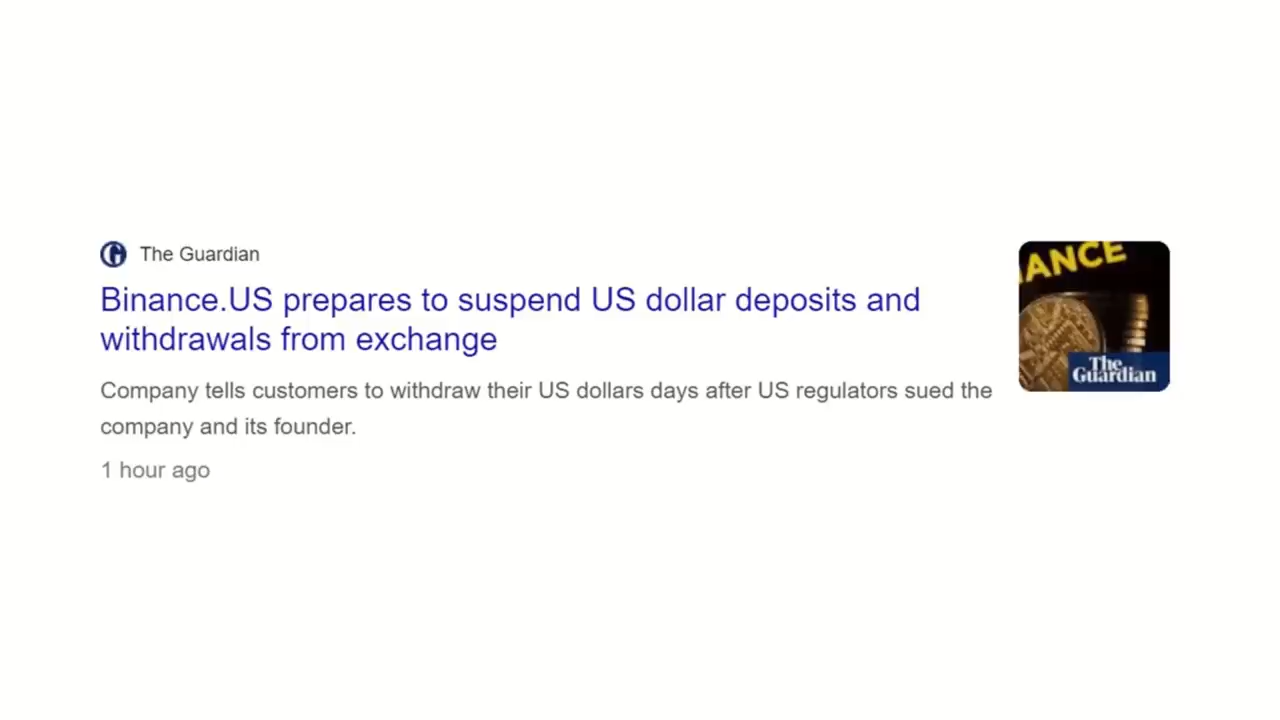 The Guardian
Binance.US prepares to suspend US dollar deposits and
withdrawals from exchange
Company tells customers to withdraw their US dollars days after US regulators sued the
company and its founder.
1 hour ago
ANCE
The
Guardian